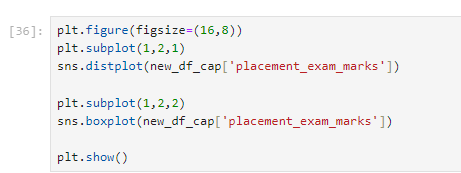 [36]:
plt.figure(figsize=(16,8))
plt.subplot(1,2,1)
sns.distplot(new_df_cap['placement_exam_marks'])
plt.subplot(1,2,2)
sns.boxplot(new_df_cap['placement_exam_marks'])
plt.show()